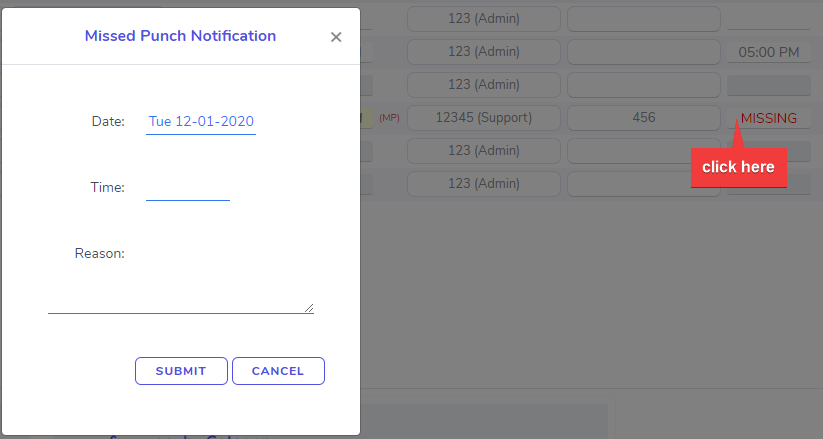 Missed Punch Notification ×
Date: Tue 12-01-2020
Time:
Reason:
SUBMIT CANCEL
123 (Admin)
123 (Admin) 05:00 PM
123 (Admin)
(MP) 12345 (Support) 456 MISSING
123 (Admin)
click here
123 (Admin)